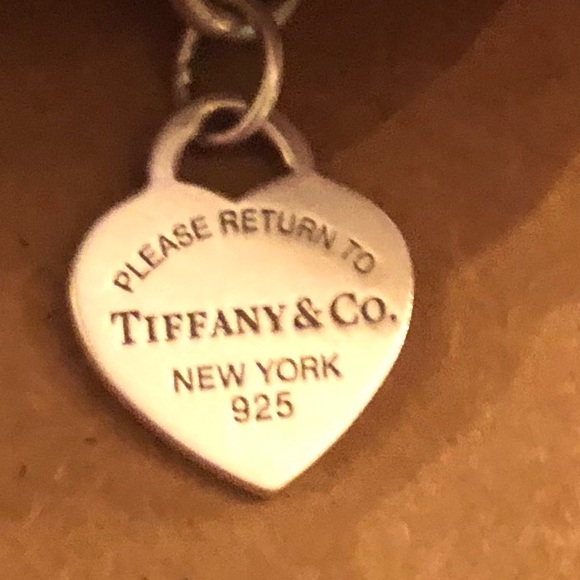 PLEASE RETURN TO
TIFFANY & CO.
NEW YORK
925